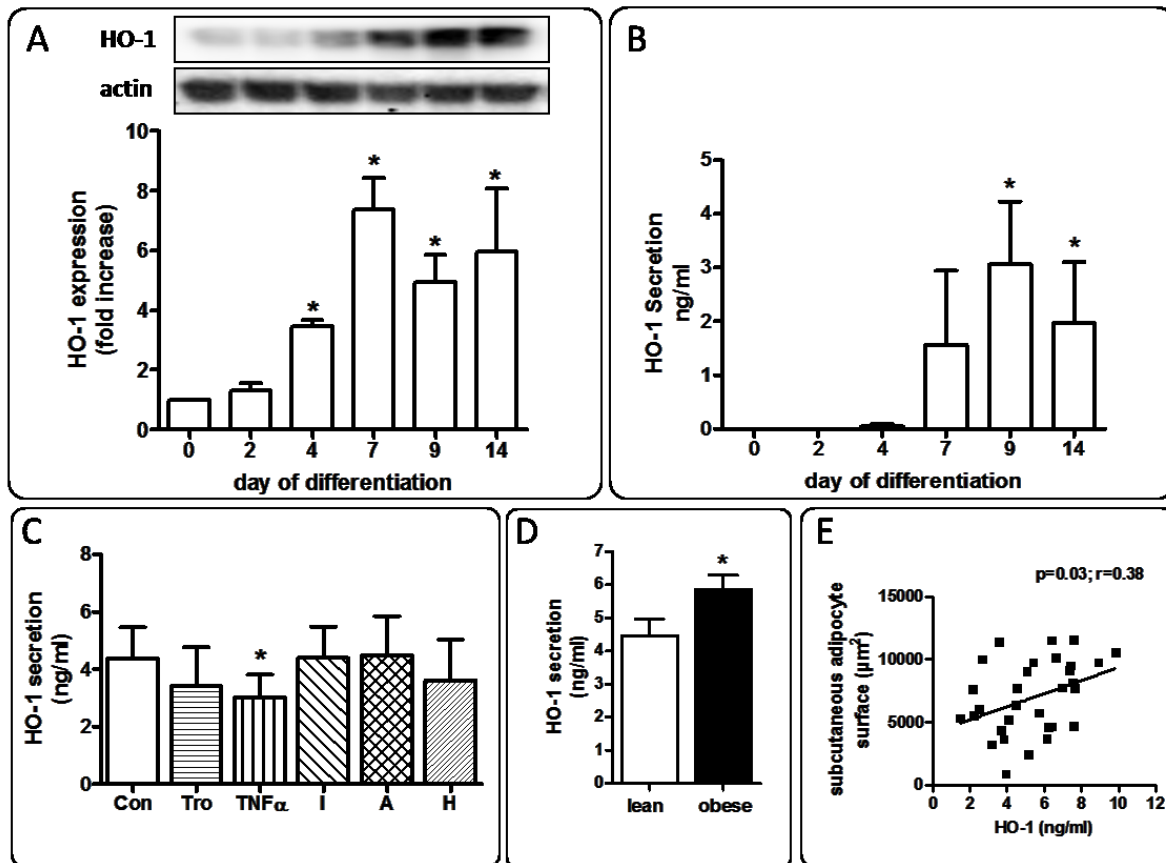 A
HO-1
actin
HO-1 expression
(fold increase)
10
8
6
4
2
0
*
*
*
*
0 2 4 7 9 14
day of differentiation
B
HO-1 Secretion
ng/ml
5
4
3
2
1
0
*
*
0 2 4 7 9 14
day of differentiation
C
HO-1 secretion
(ng/ml)
8
6
4
2
0
*
Con Tro TNFα I A H
D
HO-1 secretion
(ng/ml)
7
6
5
4
3
2
1
0
*
lean obese
E
p=0.03; r=0.38
subcutaneous adipocyte
surface (µm²)
15000
10000
5000
0
0 2 4 6 8 10 12
HO-1 (ng/ml)